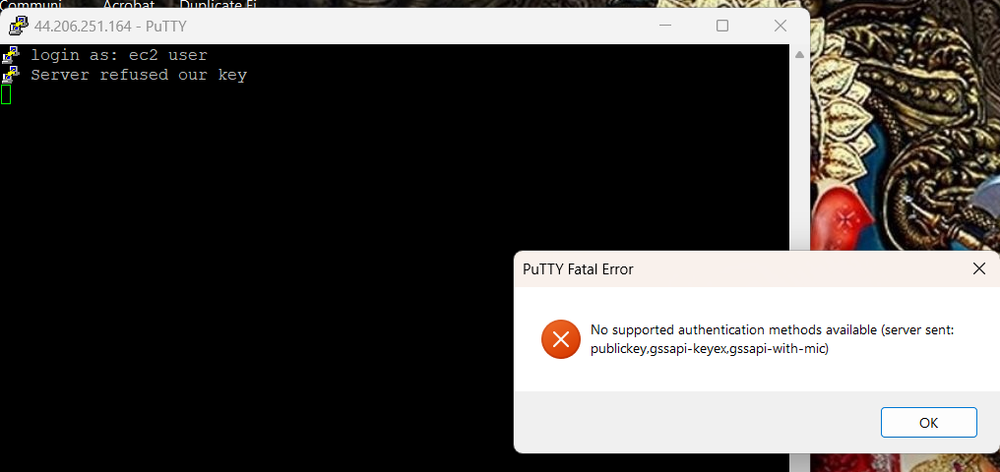 Communi Acrobat Duplicate Fi
44.206.251.164 - PuTTY
login as: ec2 user
Server refused our key
PuTTY Fatal Error
No supported authentication methods available (server sent:
publickey,gssapi-keyex,gssapi-with-mic)
OK